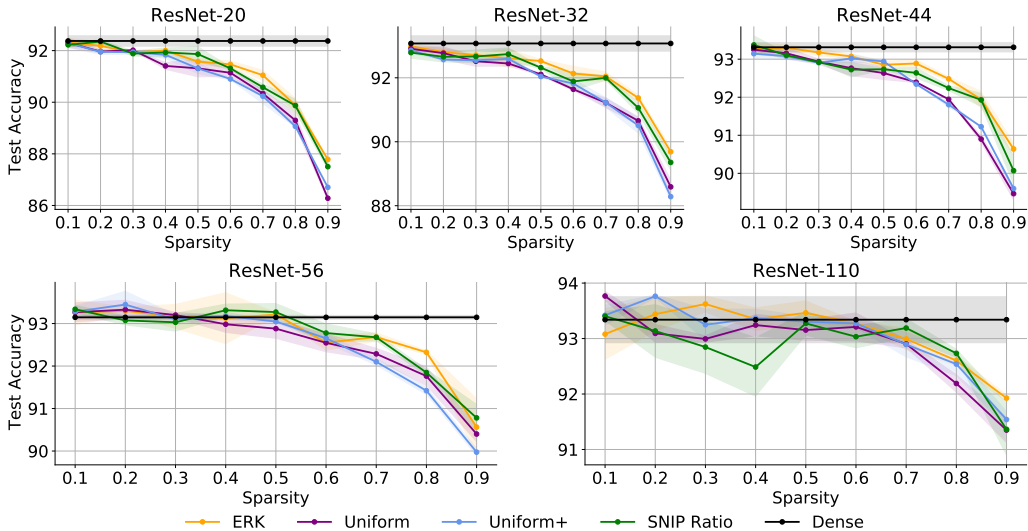 ResNet-20
ResNet-32
ResNet-44
Test Accuracy
92
90
88
86
0.1 0.2 0.3 0.4 0.5 0.6 0.7 0.8 0.9
Sparsity
92
90
88
0.1 0.2 0.3 0.4 0.5 0.6 0.7 0.8 0.9
Sparsity
93
92
91
90
0.1 0.2 0.3 0.4 0.5 0.6 0.7 0.8 0.9
Sparsity
ResNet-56
ResNet-110
Test Accuracy
93
92
91
90
0.1 0.2 0.3 0.4 0.5 0.6 0.7 0.8 0.9
Sparsity
94
93
92
91
0.1 0.2 0.3 0.4 0.5 0.6 0.7 0.8 0.9
Sparsity
ERK Uniform Uniform+ SNIP Ratio Dense